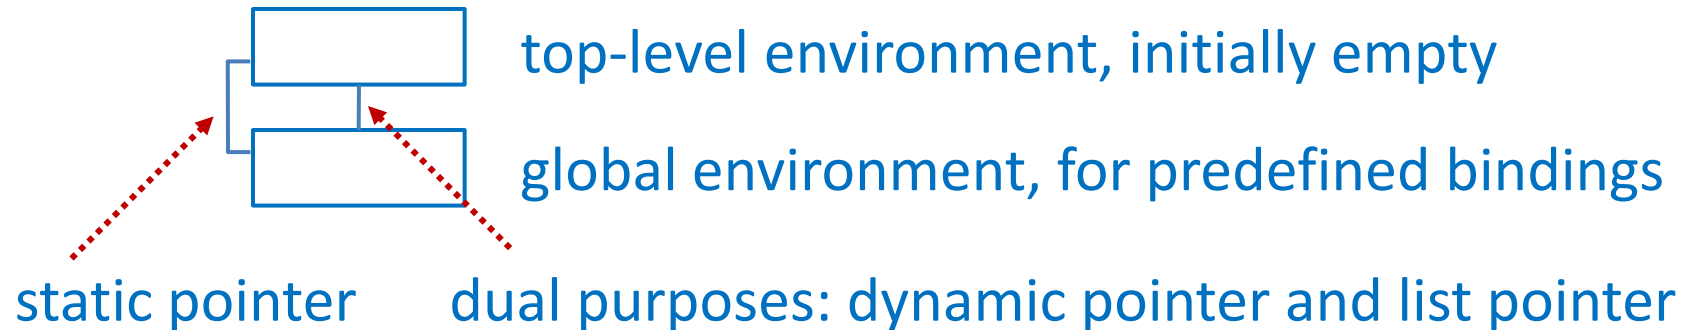 top-level environment, initially empty
global environment, for predefined bindings
static pointer
dual purposes: dynamic pointer and list pointer